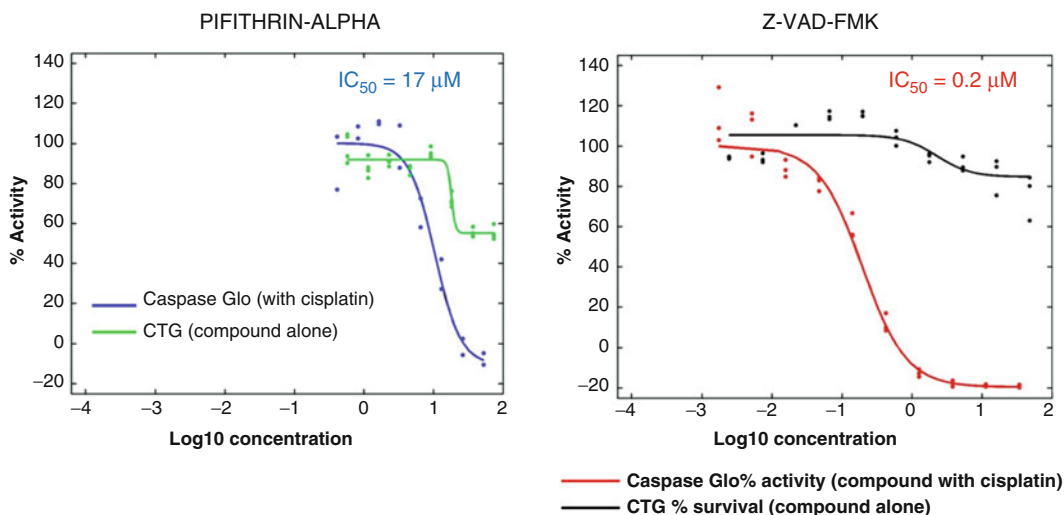 PIFITHRIN-ALPHA
IC50 = 17 μM
% Activity
140
120
100
80
60
40
20
0
−20
−4
−3
−2
−1
0
1
2
Log10 concentration
Caspase Glo (with cisplatin)
CTG (compound alone)
Z-VAD-FMK
IC50 = 0.2 μM
% Activity
140
120
100
80
60
40
20
0
−20
−4
−3
−2
−1
0
1
2
Log10 concentration
Caspase Glo% activity (compound with cisplatin)
CTG % survival (compound alone)